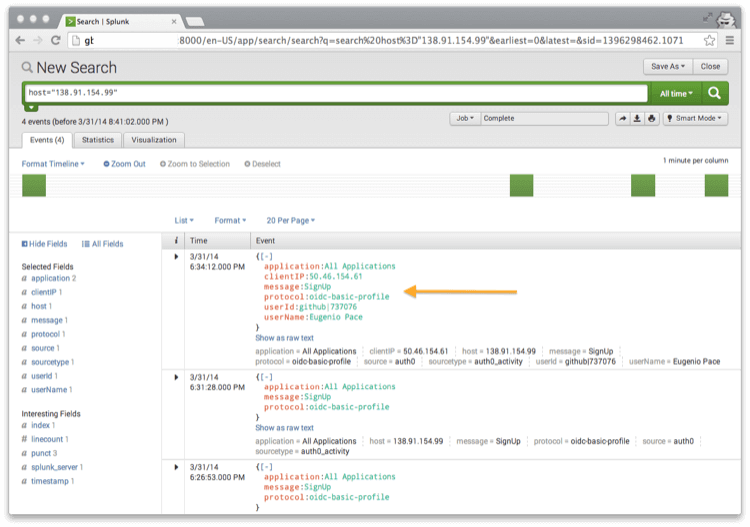 Search | Splunk
gt :8000/en-US/app/search/search?q=search%20host%3D"138.91.154.99"&earliest=0&latest=&sid=1396298462.1071
New Search
Save As Close
host="138.91.154.99" All time
4 events (before 3/31/14 8:41:02.000 PM ) Job Complete Smart Mode
Events (4) Statistics Visualization
Format Timeline Zoom Out Zoom to Selection Deselect 1 minute per column
List Format 20 Per Page
Hide Fields All Fields
Selected Fields
a application 2
a clientIP 1
a host 1
a message 1
a protocol 1
a source 1
a sourcetype 1
a userId 1
a userName 1
Interesting Fields
a index 1
# linecount 1
a punct 3
a splunk_server 1
a timestamp 1
i Time Event
3/31/14
6:34:12.000 PM
{[-]
application:All Applications
clientIP:50.46.154.61
message:SignUp
protocol:oidc-basic-profile
userId:github|737076
userName:Eugenio Pace
}
Show as raw text
application = All Applications clientIP = 50.46.154.61 host = 138.91.154.99 message = SignUp
protocol = oidc-basic-profile source = auth0 sourcetype = auth0_activity userId = github|737076 userName = Eugenio Pace
3/31/14
6:31:28.000 PM
{[-]
application:All Applications
message:SignUp
protocol:oidc-basic-profile
}
Show as raw text
application = All Applications host = 138.91.154.99 message = SignUp protocol = oidc-basic-profile source = auth0
sourcetype = auth0_activity
3/31/14
6:26:53.000 PM
{[-]
application:All Applications
message:SignUp
protocol:oidc-basic-profile
}